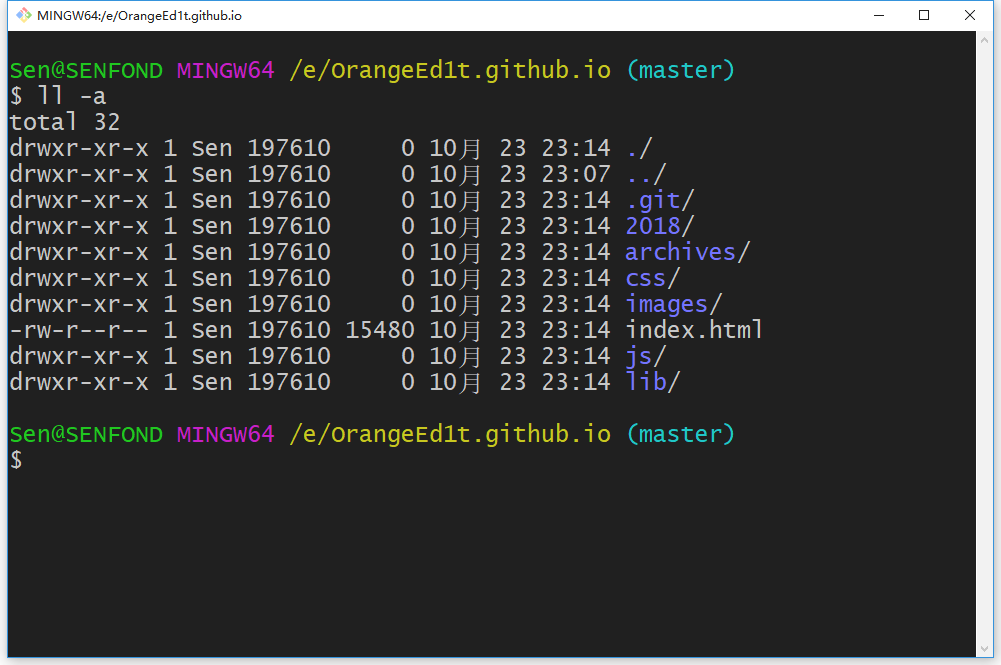 MINGW64:/e/OrangeEd1t.github.io
Sen@SENFOND MINGW64 /e/OrangeEd1t.github.io (master)
$ ll -a
total 32
drwxr-xr-x 1 Sen 197610     0 10月 23 23:14 ./
drwxr-xr-x 1 Sen 197610     0 10月 23 23:07 ../
drwxr-xr-x 1 Sen 197610     0 10月 23 23:14 .git/
drwxr-xr-x 1 Sen 197610     0 10月 23 23:14 2018/
drwxr-xr-x 1 Sen 197610     0 10月 23 23:14 archives/
drwxr-xr-x 1 Sen 197610     0 10月 23 23:14 css/
drwxr-xr-x 1 Sen 197610     0 10月 23 23:14 images/
-rw-r--r-- 1 Sen 197610 15480 10月 23 23:14 index.html
drwxr-xr-x 1 Sen 197610     0 10月 23 23:14 js/
drwxr-xr-x 1 Sen 197610     0 10月 23 23:14 lib/
Sen@SENFOND MINGW64 /e/OrangeEd1t.github.io (master)
$